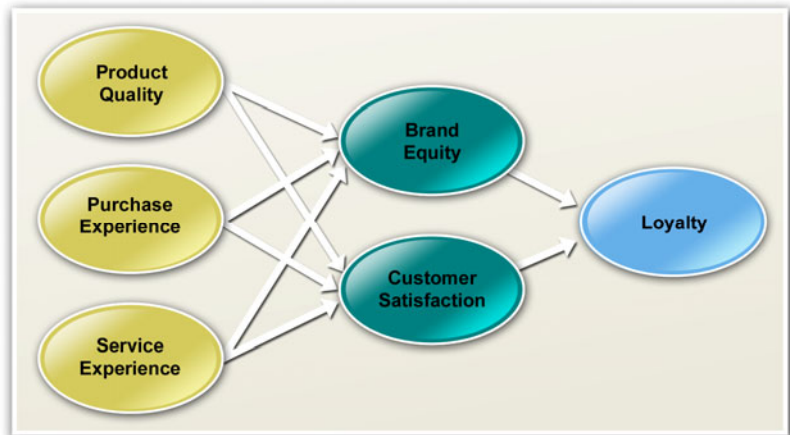 Product
Quality
Purchase
Experience
Service
Experience
Brand
Equity
Customer
Satisfaction
Loyalty